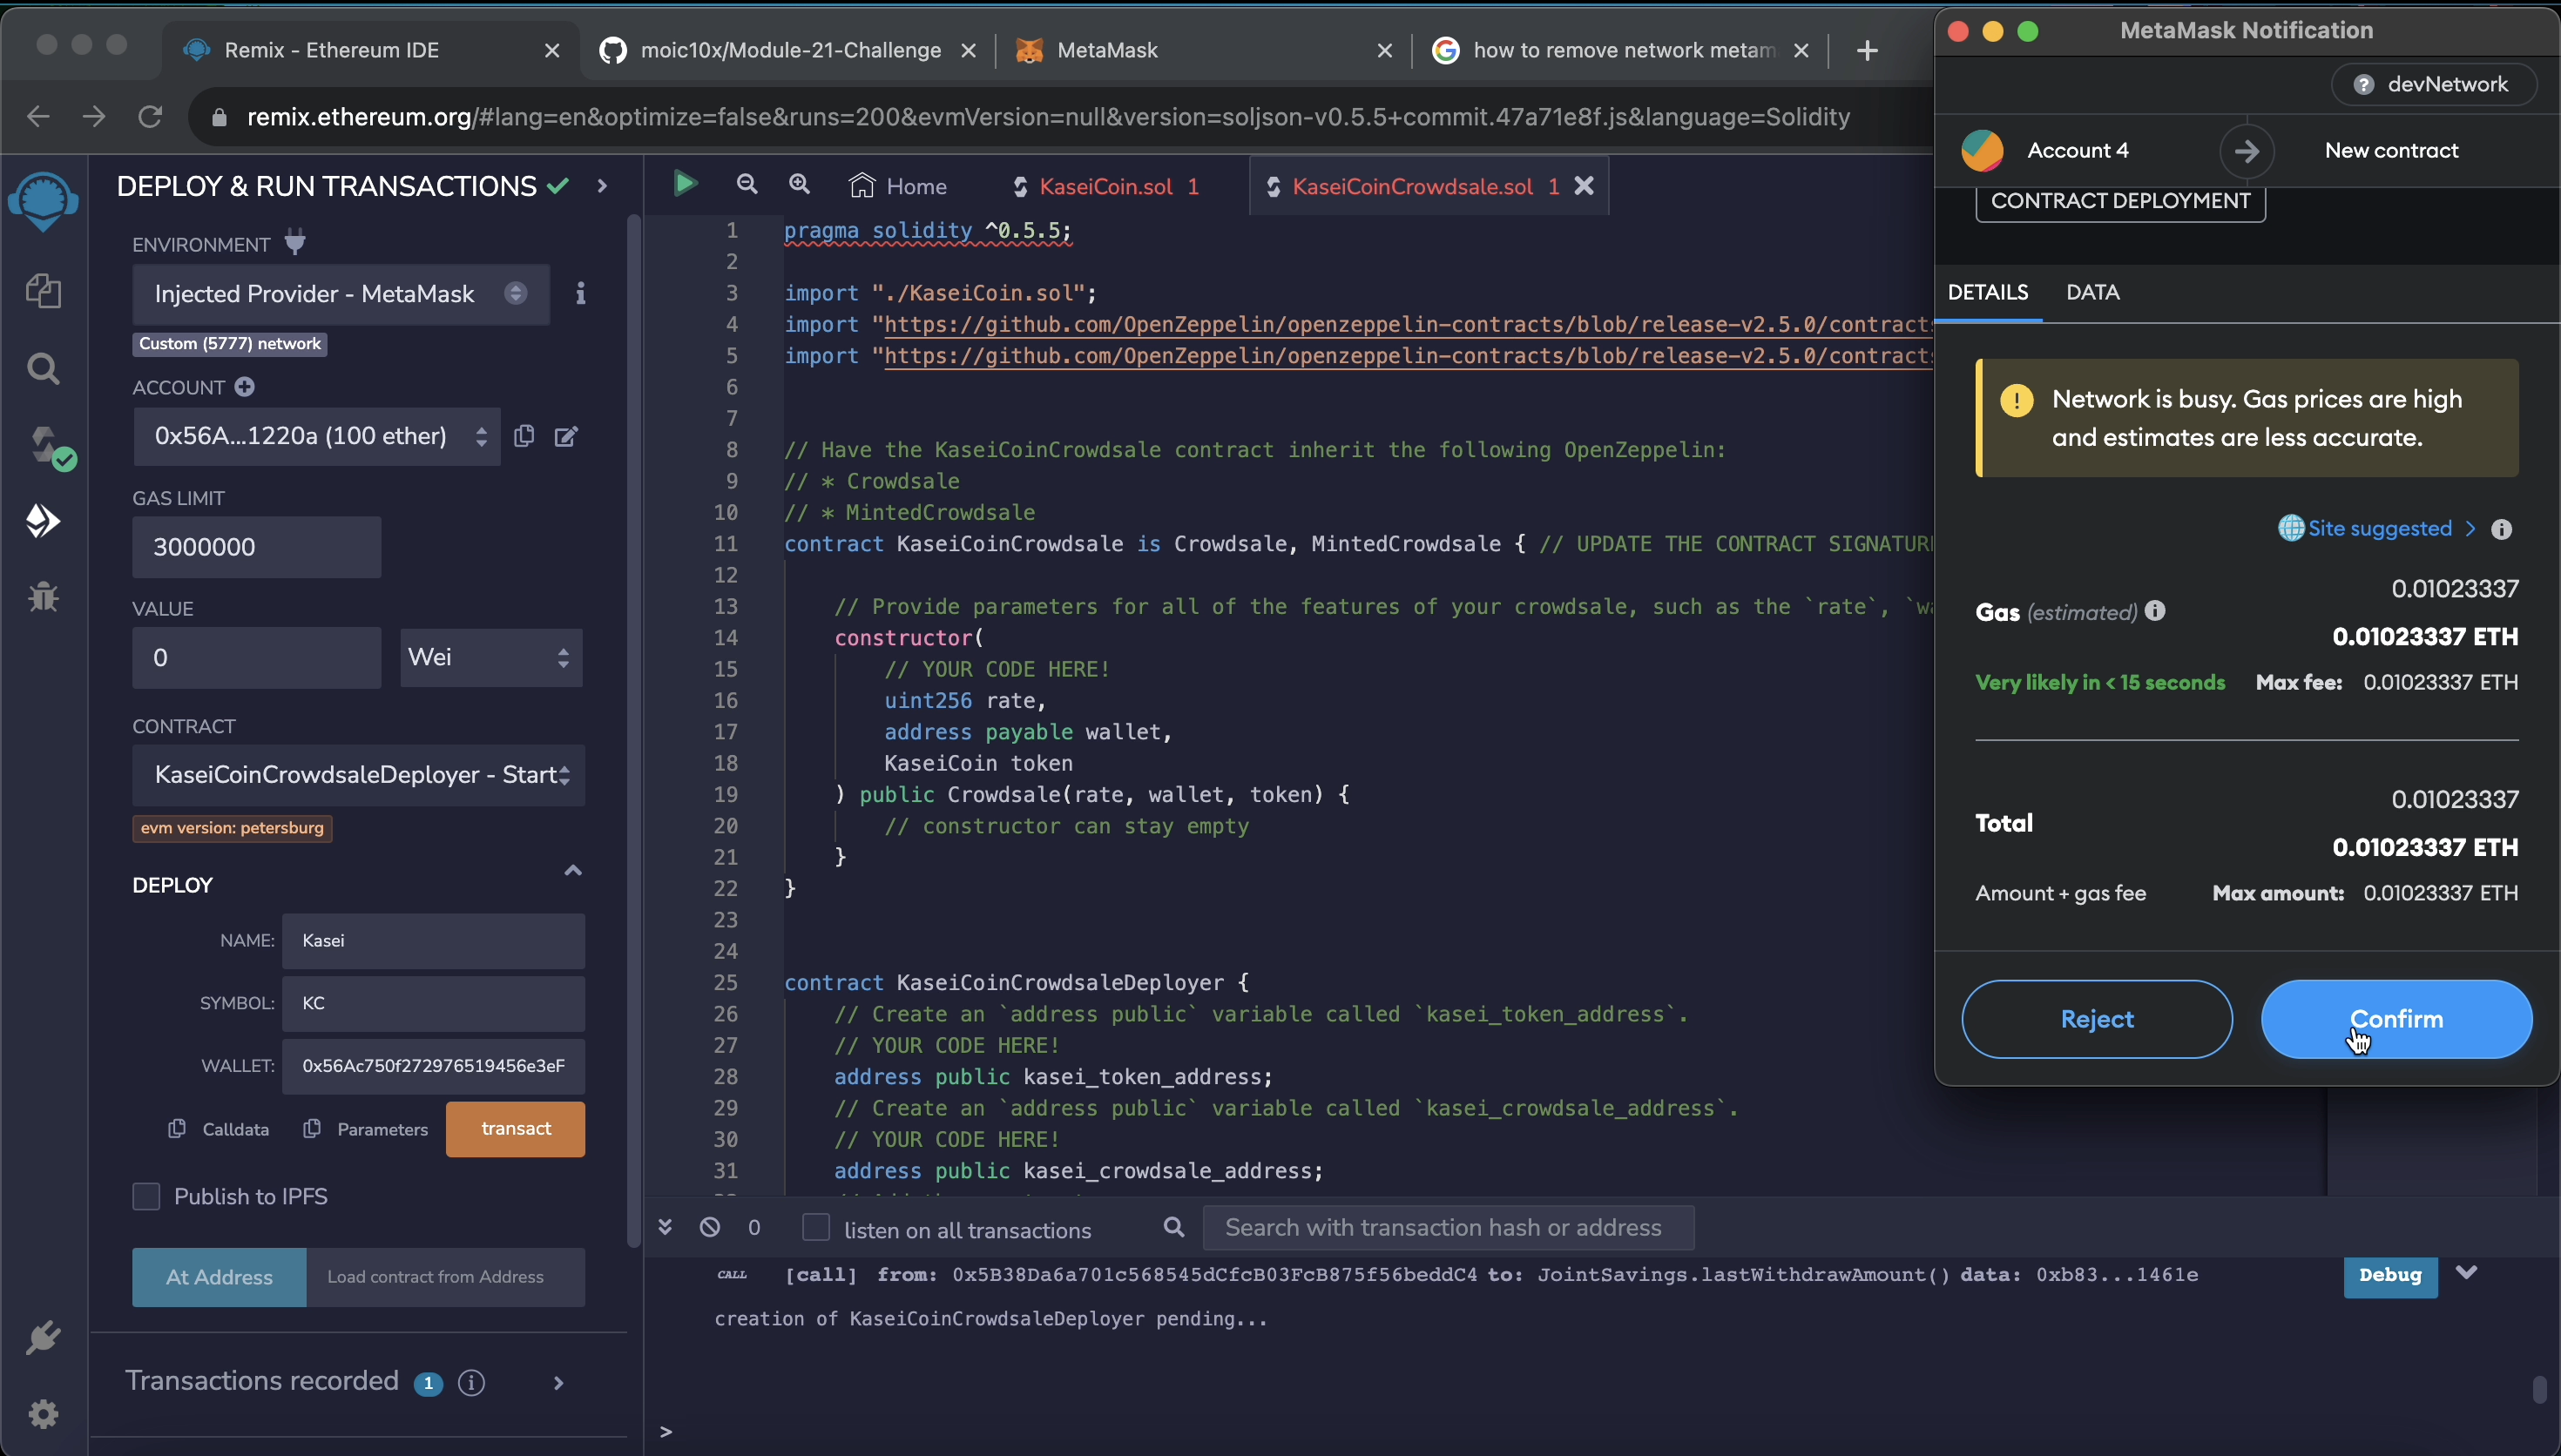 Remix - Ethereum IDE
moic10x/Module-21-Challenge
MetaMask
how to remove network metam
remix.ethereum.org/#lang=en&optimize=false&runs=200&evmVersion=null&version=soljson-v0.5.5+commit.47a71e8f.js&language=Solidity
DEPLOY & RUN TRANSACTIONS
ENVIRONMENT
Injected Provider - MetaMask
i
Custom (5777) network
ACCOUNT
0x56A...1220a (100 ether)
GAS LIMIT
3000000
VALUE
0
Wei
CONTRACT
KaseiCoinCrowdsaleDeployer - Start
evm version: petersburg
DEPLOY
NAME: Kasei
SYMBOL: KC
WALLET: 0x56Ac750f272976519456e3eF
Calldata Parameters transact
Publish to IPFS
At Address Load contract from Address
Transactions recorded 1 i
Home
KaseiCoin.sol 1
KaseiCoinCrowdsale.sol 1
1 pragma solidity ^0.5.5;
2
3 import "./KaseiCoin.sol";
4 import "https://github.com/OpenZeppelin/openzeppelin-contracts/blob/release-v2.5.0/contracts
5 import "https://github.com/OpenZeppelin/openzeppelin-contracts/blob/release-v2.5.0/contracts
6
7
8 // Have the KaseiCoinCrowdsale contract inherit the following OpenZeppelin:
9 // * Crowdsale
10 // * MintedCrowdsale
11 contract KaseiCoinCrowdsale is Crowdsale, MintedCrowdsale { // UPDATE THE CONTRACT SIGNATUR
12
13 // Provide parameters for all of the features of your crowdsale, such as the `rate`, `wa
14 constructor(
15 // YOUR CODE HERE!
16 uint256 rate,
17 address payable wallet,
18 KaseiCoin token
19 ) public Crowdsale(rate, wallet, token) {
20 // constructor can stay empty
21 }
22 }
23
24
25 contract KaseiCoinCrowdsaleDeployer {
26 // Create an `address public` variable called `kasei_token_address`.
27 // YOUR CODE HERE!
28 address public kasei_token_address;
29 // Create an `address public` variable called `kasei_crowdsale_address`.
30 // YOUR CODE HERE!
31 address public kasei_crowdsale_address;
0 listen on all transactions Search with transaction hash or address
CALL [call] from: 0x5B38Da6a701c568545dCfcB03FcB875f56beddC4 to: JointSavings.lastWithdrawAmount() data: 0xb83...1461e Debug
creation of KaseiCoinCrowdsaleDeployer pending...
>
MetaMask Notification
? devNetwork
Account 4
New contract
CONTRACT DEPLOYMENT
DETAILS DATA
! Network is busy. Gas prices are high
and estimates are less accurate.
Site suggested > i
0.01023337
Gas (estimated) i
0.01023337 ETH
Very likely in < 15 seconds Max fee: 0.01023337 ETH
0.01023337
Total
0.01023337 ETH
Amount + gas fee Max amount: 0.01023337 ETH
Reject
Confirm